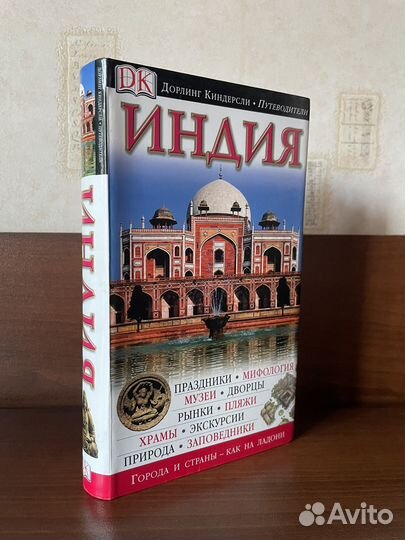 DK
Дорлинг Киндерсли • Путеводители
ИНДИЯ
ПРАЗДНИКИ • МИФОЛОГИЯ
МУЗЕИ • ДВОРЦЫ
РЫНКИ • ПЛЯЖИ
ХРАМЫ • ЭКСКУРСИИ
ПРИРОДА • ЗАПОВЕДНИКИ
Города и страны – как на ладони
ИНДИЯ
DK
Avito